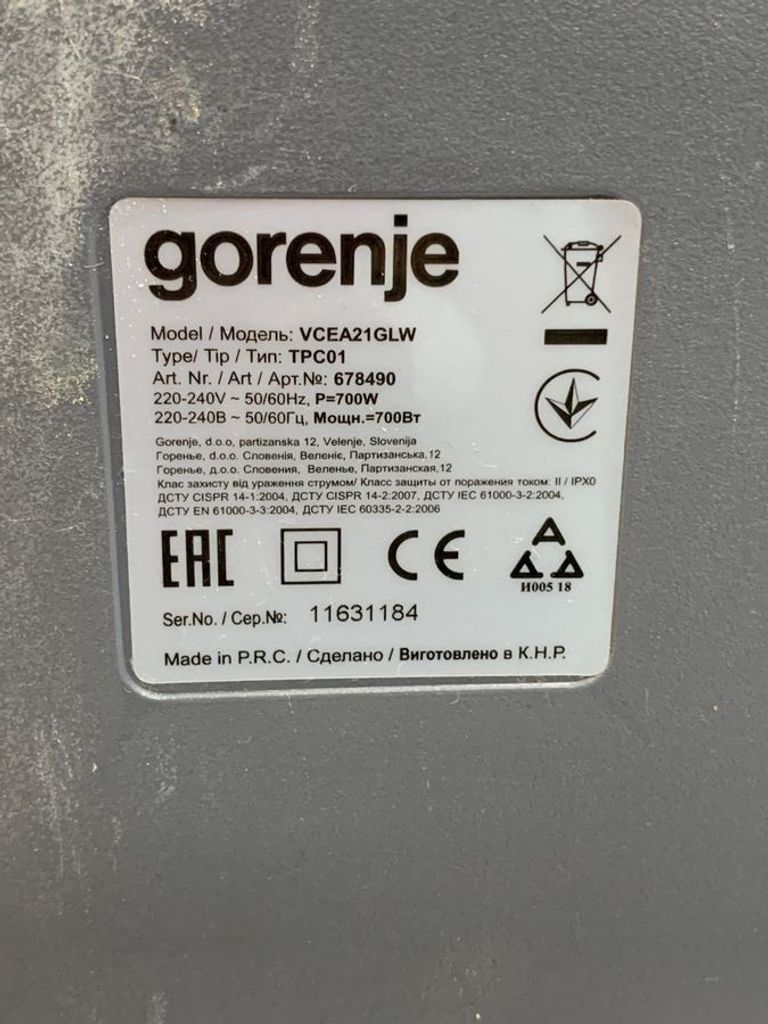 gorenje
Model / Модель: VCEA21GLW
Type/ Tip / Тип: TPC01
Art. Nr. / Art / Арт.№: 678490
220-240V ~ 50/60Hz, P=700W
220-240В ~ 50/60Гц, Мощн.=700Вт
Gorenje, d.o.o, partizanska 12, Velenje, Slovenija
Горенье, d.o.o. Словенія, Веленіє, Партизанська,12
Горенье, д.о.о. Словения, Веленье, Партизанская,12
Клас захисту від ураження струмом/ Класс защиты от поражения током: II / IPX0
ДСТУ CISPR 14-1:2004, ДСТУ CISPR 14-2:2007, ДСТУ IEC 61000-3-2:2004,
ДСТУ EN 61000-3-3:2004, ДСТУ IEC 60335-2-2:2006
EAC CE
И005 18
Ser.No. / Сер.№: 11631184
Made in P.R.C. / Сделано / Виготовлено в К.Н.Р.